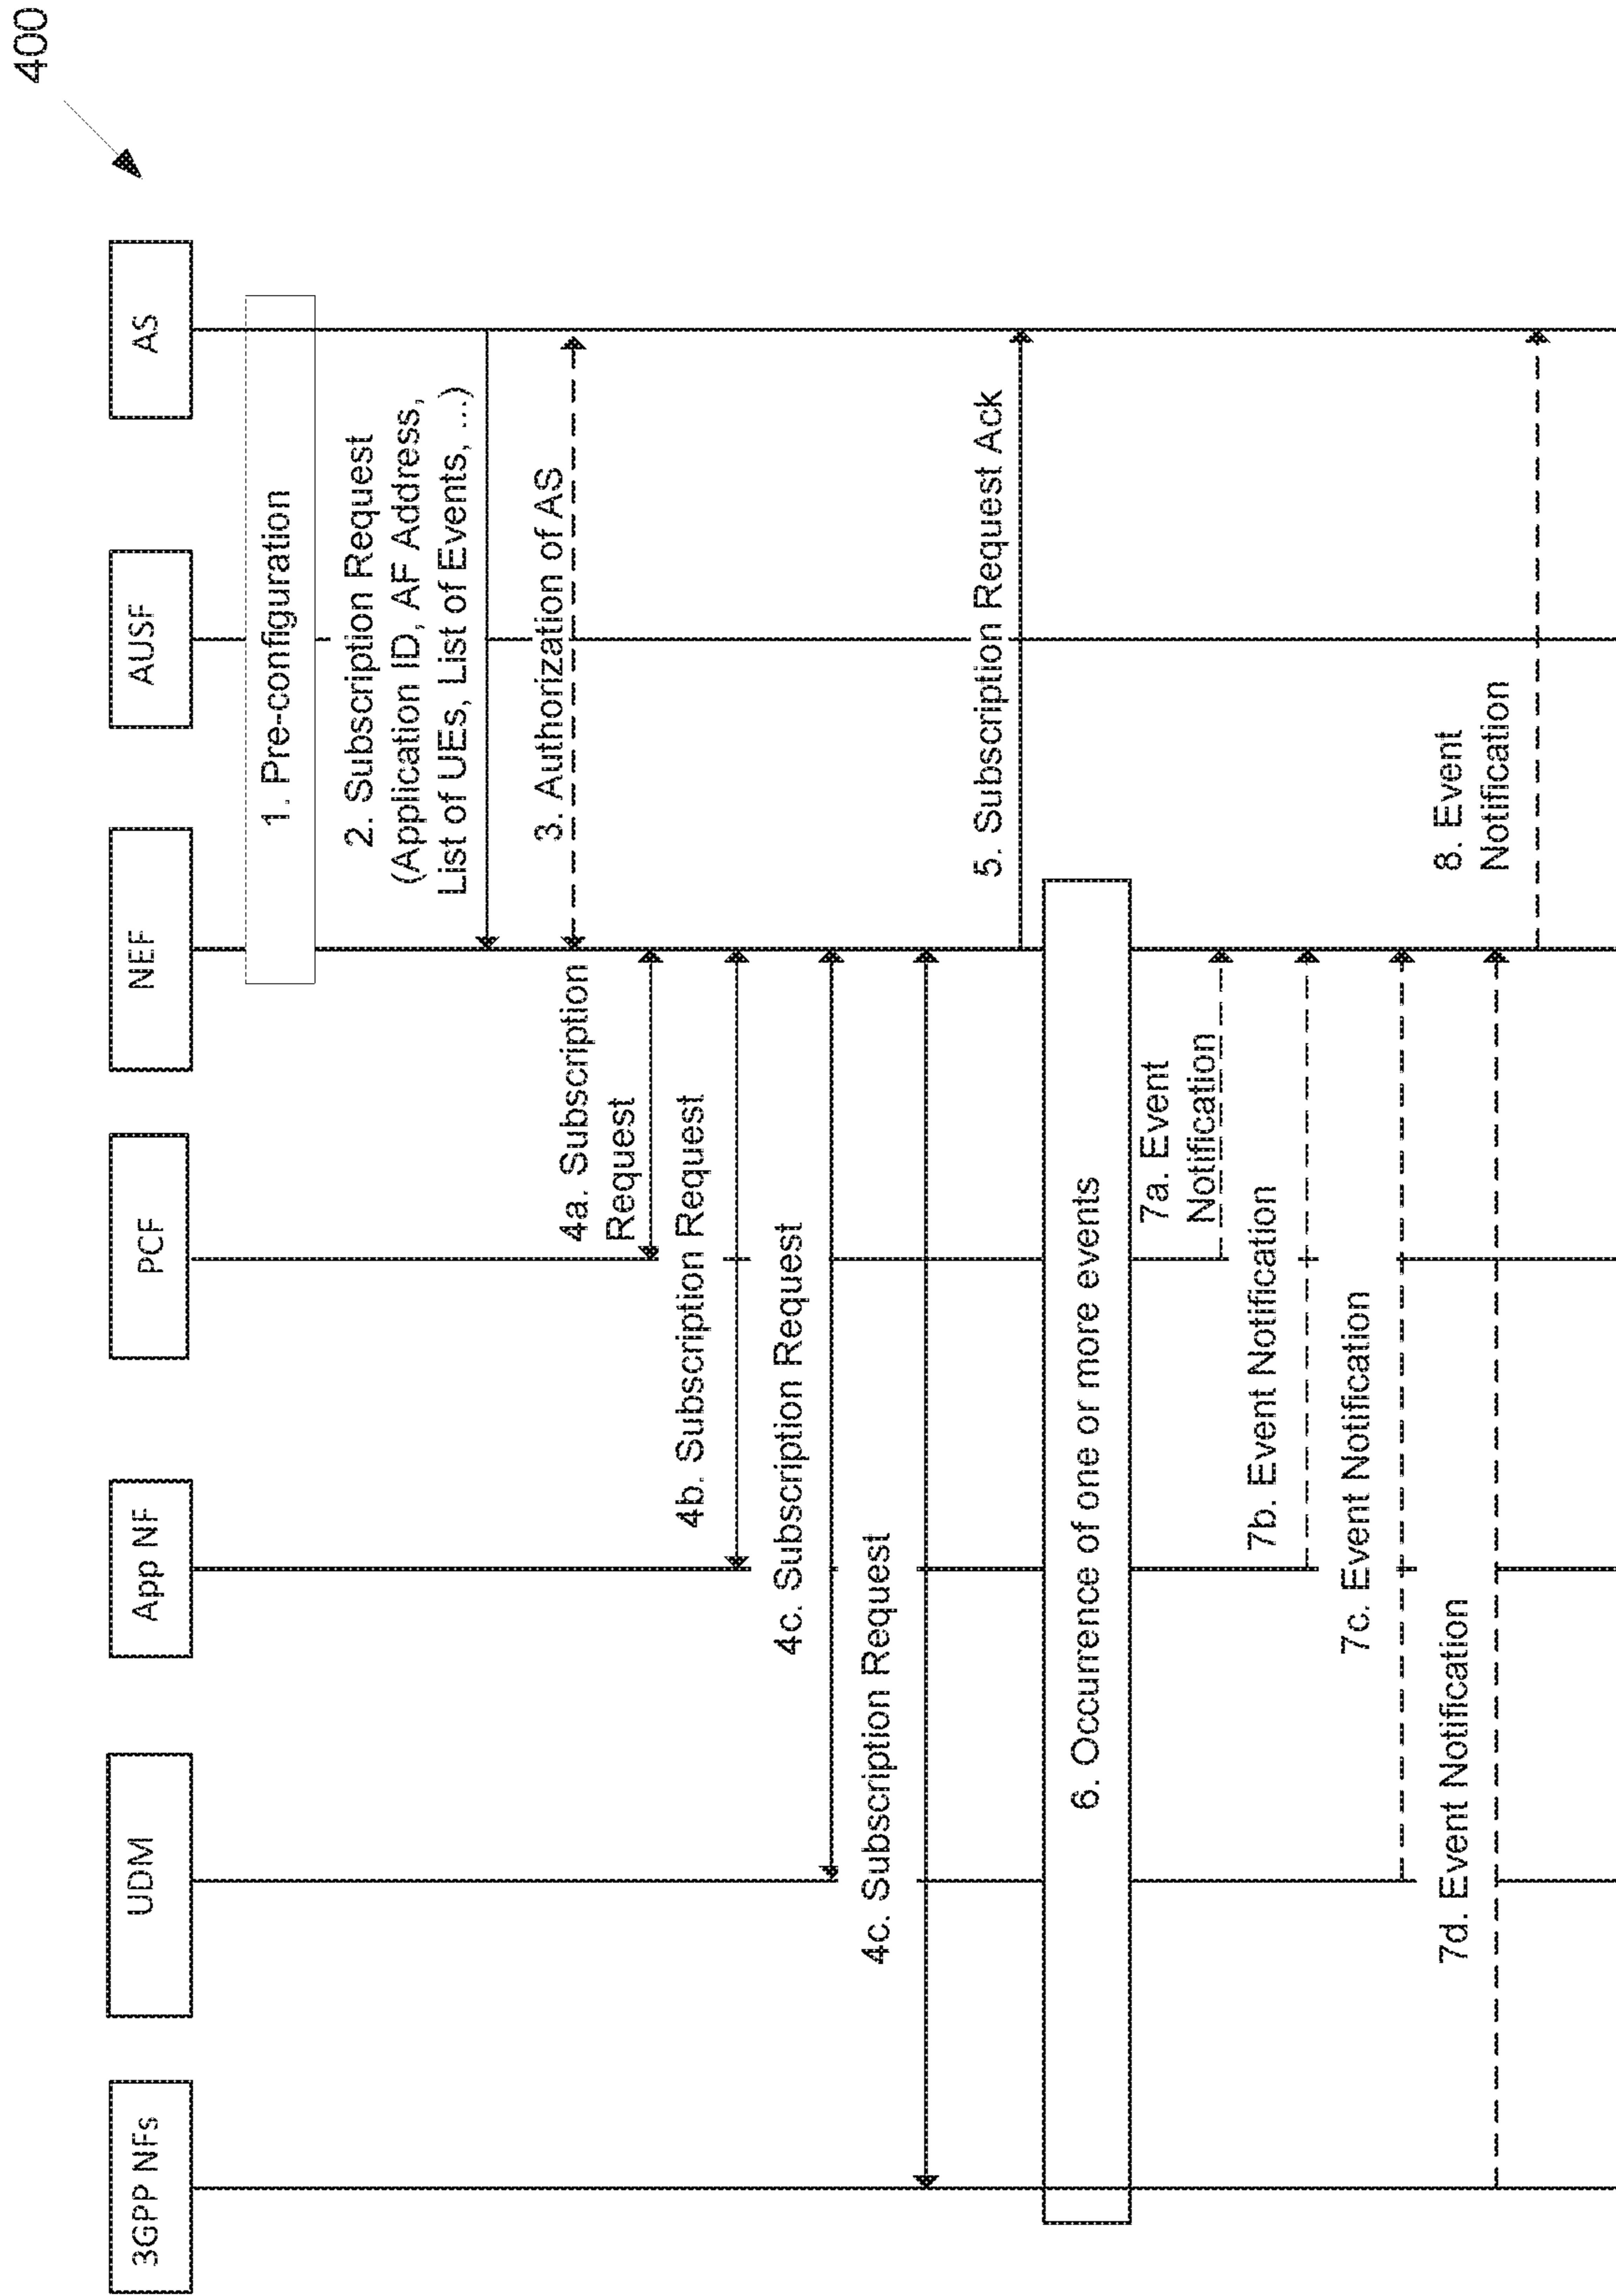 400
3GPP NFs
UDM
App NF
PCF
NEF
AUSF
AS
1. Pre-configuration
2. Subscription Request
(Application ID, AF Address,
List of UEs, List of Events, ...)
3. Authorization of AS
4a. Subscription
Request
4b. Subscription Request
4c. Subscription Request
4c. Subscription Request
5. Subscription Request Ack
6. Occurrence of one or more events
7a. Event
Notification
7b. Event Notification
7c. Event Notification
7d. Event Notification
8. Event
Notification